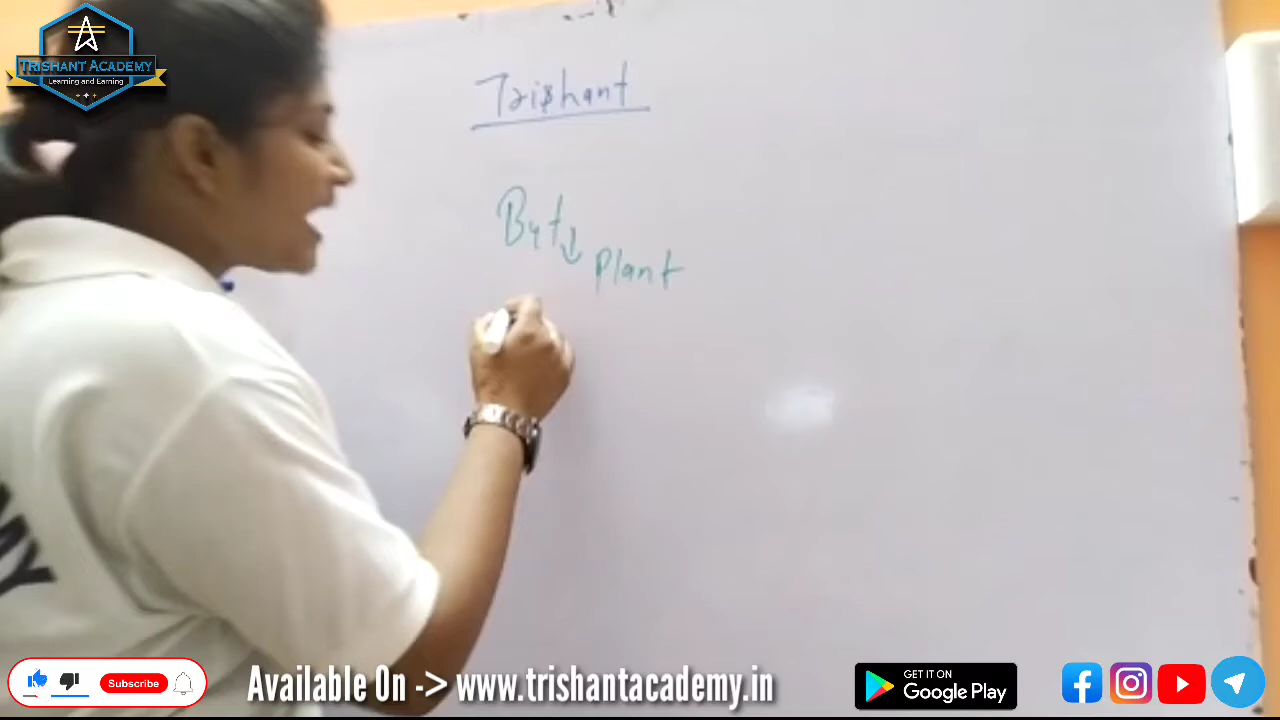 TRISHANT ACADEMY
Learning and Earning
Trishant
But
Plant
MY
Subscribe
Available On -> www.trishantacademy.in
GET IT ON
Google Play